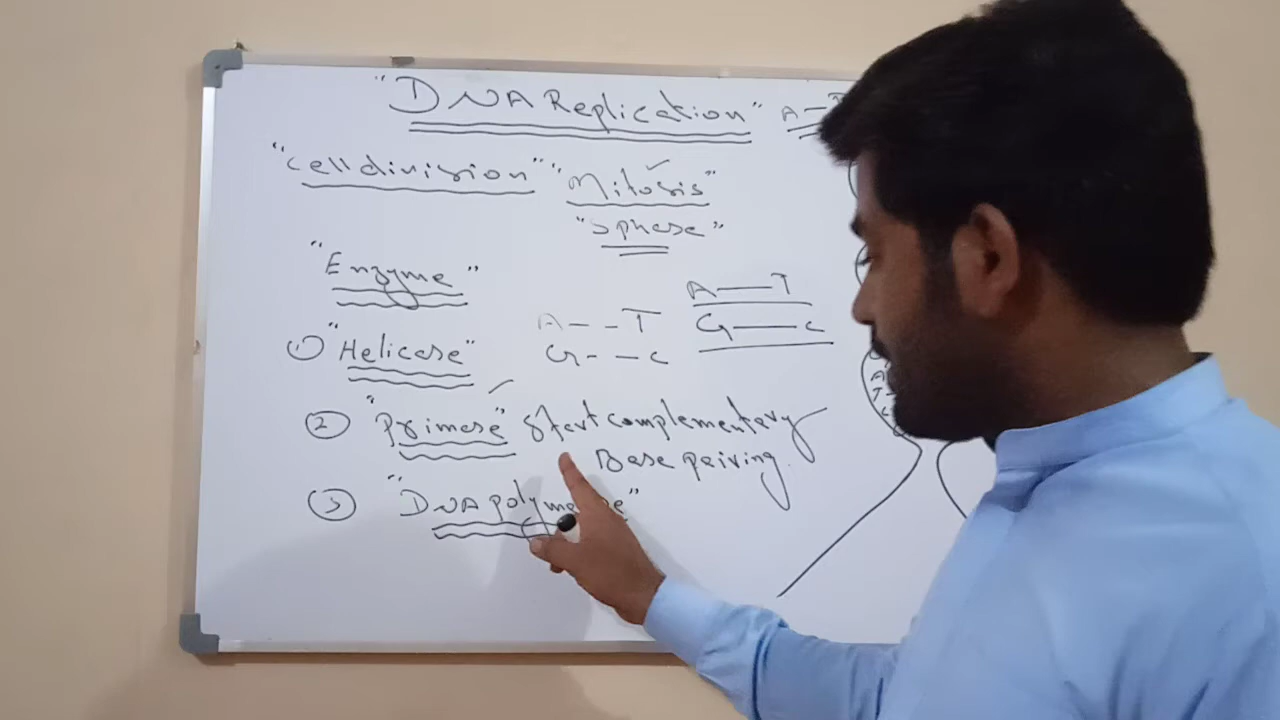 "DNA Replication" A-
"Cell division" "Mitosis"
"S phase"
"Enzyme"
A — T
G — C
A - - T
G - - C
① "Helicase"
② "Primase" Start complementary
Base pairing.
③ "DNA polymerase"